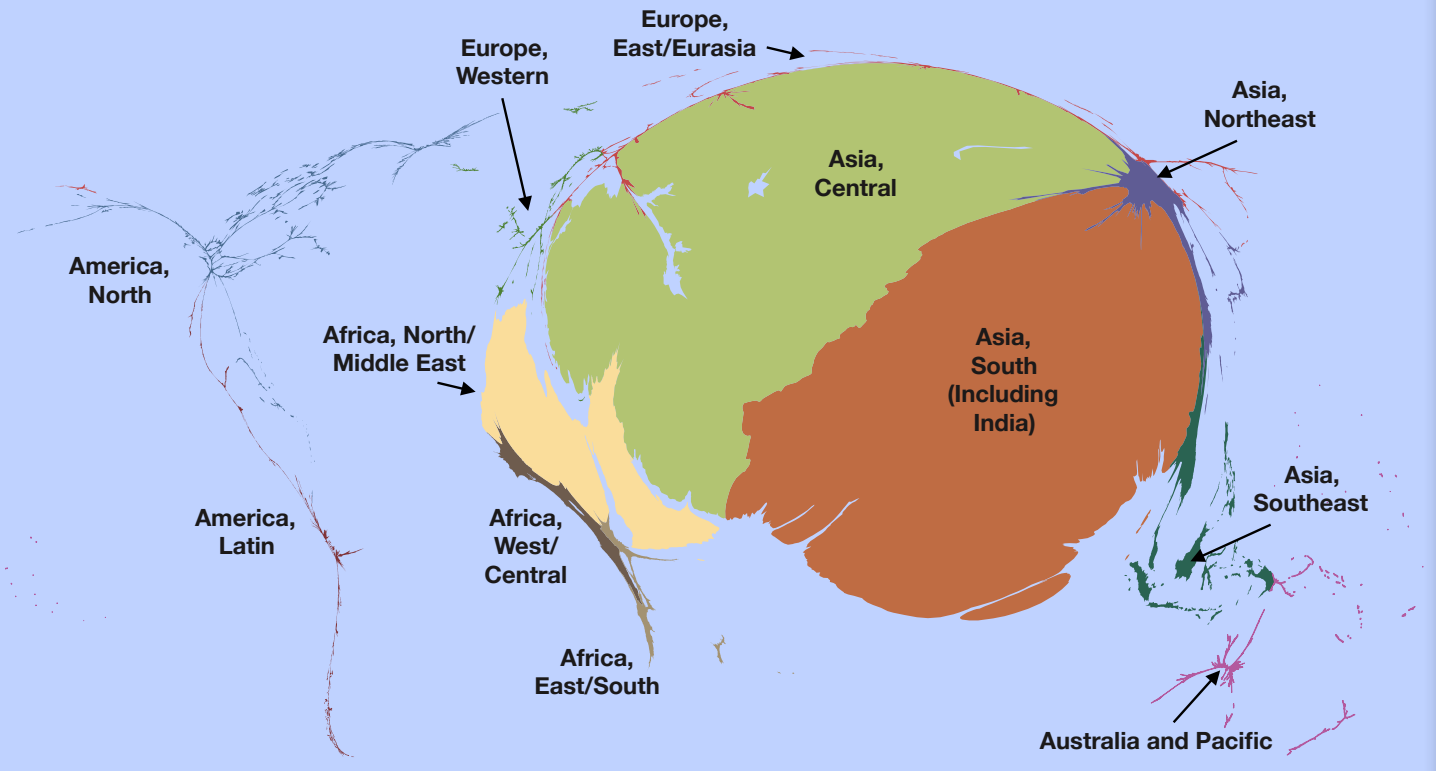 Europe,
East/Eurasia
Europe,
Western
Asia,
Northeast
Asia,
Central
America,
North
Africa, North/
Middle East
Asia,
South
(Including
India)
Asia,
Southeast
America,
Latin
Africa,
West/
Central
Africa,
East/South
Australia and Pacific